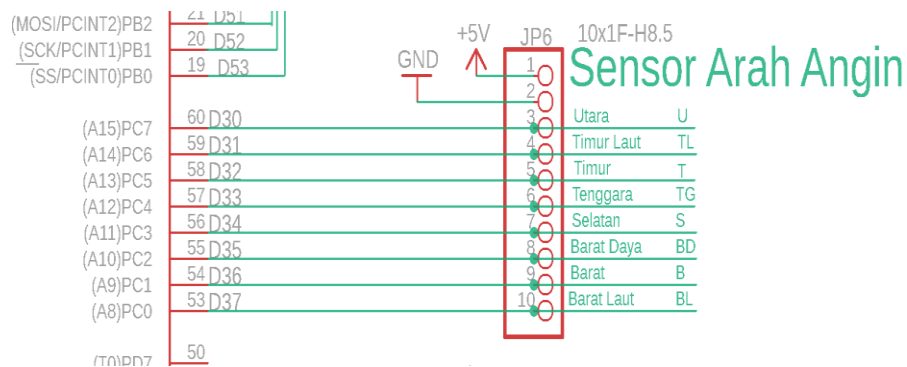 21 D51
(MOSI/PCINT2)PB2
20 D52
(SCK/PCINT1)PB1
19 D53
(SS/PCINT0)PB0
+5V
GND
JP6
10x1F-H8.5
Sensor Arah Angin
1
2
(A15)PC7 60 D30 3 Utara U
(A14)PC6 59 D31 4 Timur Laut TL
(A13)PC5 58 D32 5 Timur T
(A12)PC4 57 D33 6 Tenggara TG
(A11)PC3 56 D34 7 Selatan S
(A10)PC2 55 D35 8 Barat Daya BD
(A9)PC1 54 D36 9 Barat B
(A8)PC0 53 D37 10 Barat Laut BL
50
(T0)PD7